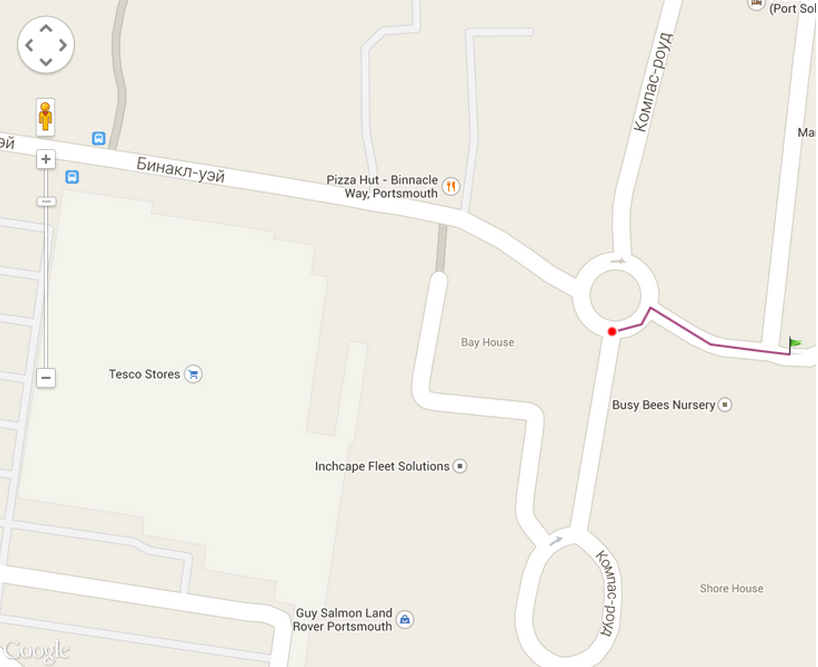 (Port Sol
Компас-роуд
Ma
эй
Бинакл-уэй
Pizza Hut - Binnacle
Way, Portsmouth
Bay House
Tesco Stores
Busy Bees Nursery
Inchcape Fleet Solutions
Компас-роуд
Shore House
Guy Salmon Land
Rover Portsmouth
Google